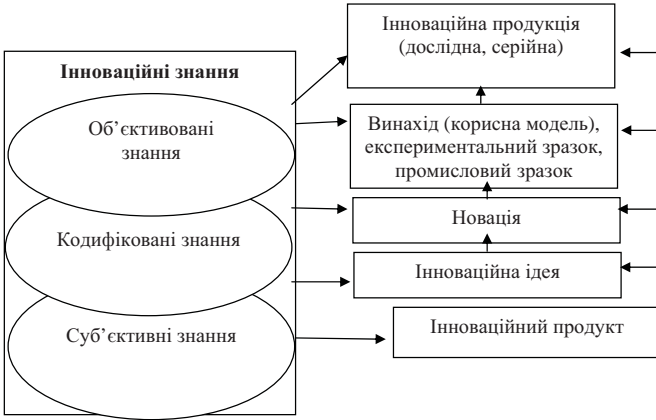 Інноваційні знання
Об’єктивовані
знання
Кодифіковані знання
Суб’єктивні знання
Інноваційна продукція
(дослідна, серійна)
Винахід (корисна модель),
експериментальний зразок,
промисловий зразок
Новація
Інноваційна ідея
Інноваційний продукт